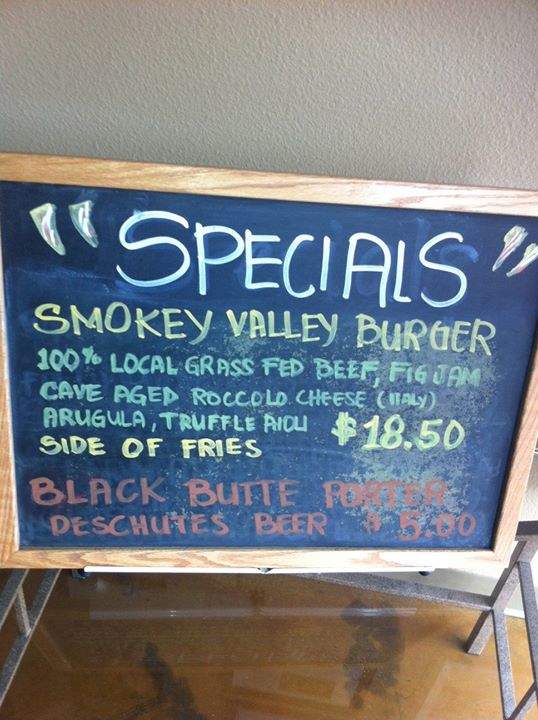 "SPECIALS"
SMOKEY VALLEY BURGER
100% LOCAL GRASS FED BEEF, FIG JAM
CAVE AGED ROCCOLO CHEESE (ITALY)
ARUGULA, TRUFFLE AIOLI $18.50
SIDE OF FRIES
BLACK BUTTE PORTER
DESCHUTES BEER $5.00